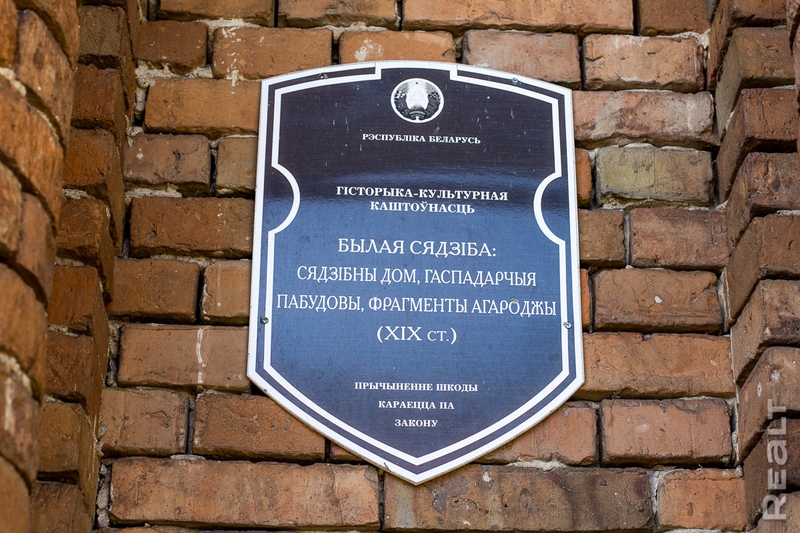 РЭСПУБЛІКА БЕЛАРУСЬ
ГІСТОРЫКА-КУЛЬТУРНАЯ
КАШТОЎНАСЦЬ
БЫЛАЯ СЯДЗІБА:
СЯДЗІБНЫ ДОМ, ГАСПАДАРЧЫЯ
ПАБУДОВЫ, ФРАГМЕНТЫ АГАРОДЖЫ
(XIX СТ.)
ПРЫЧЫНЕННЕ ШКОДЫ
КАРАЕЦЦА ПА
ЗАКОНУ
REALT